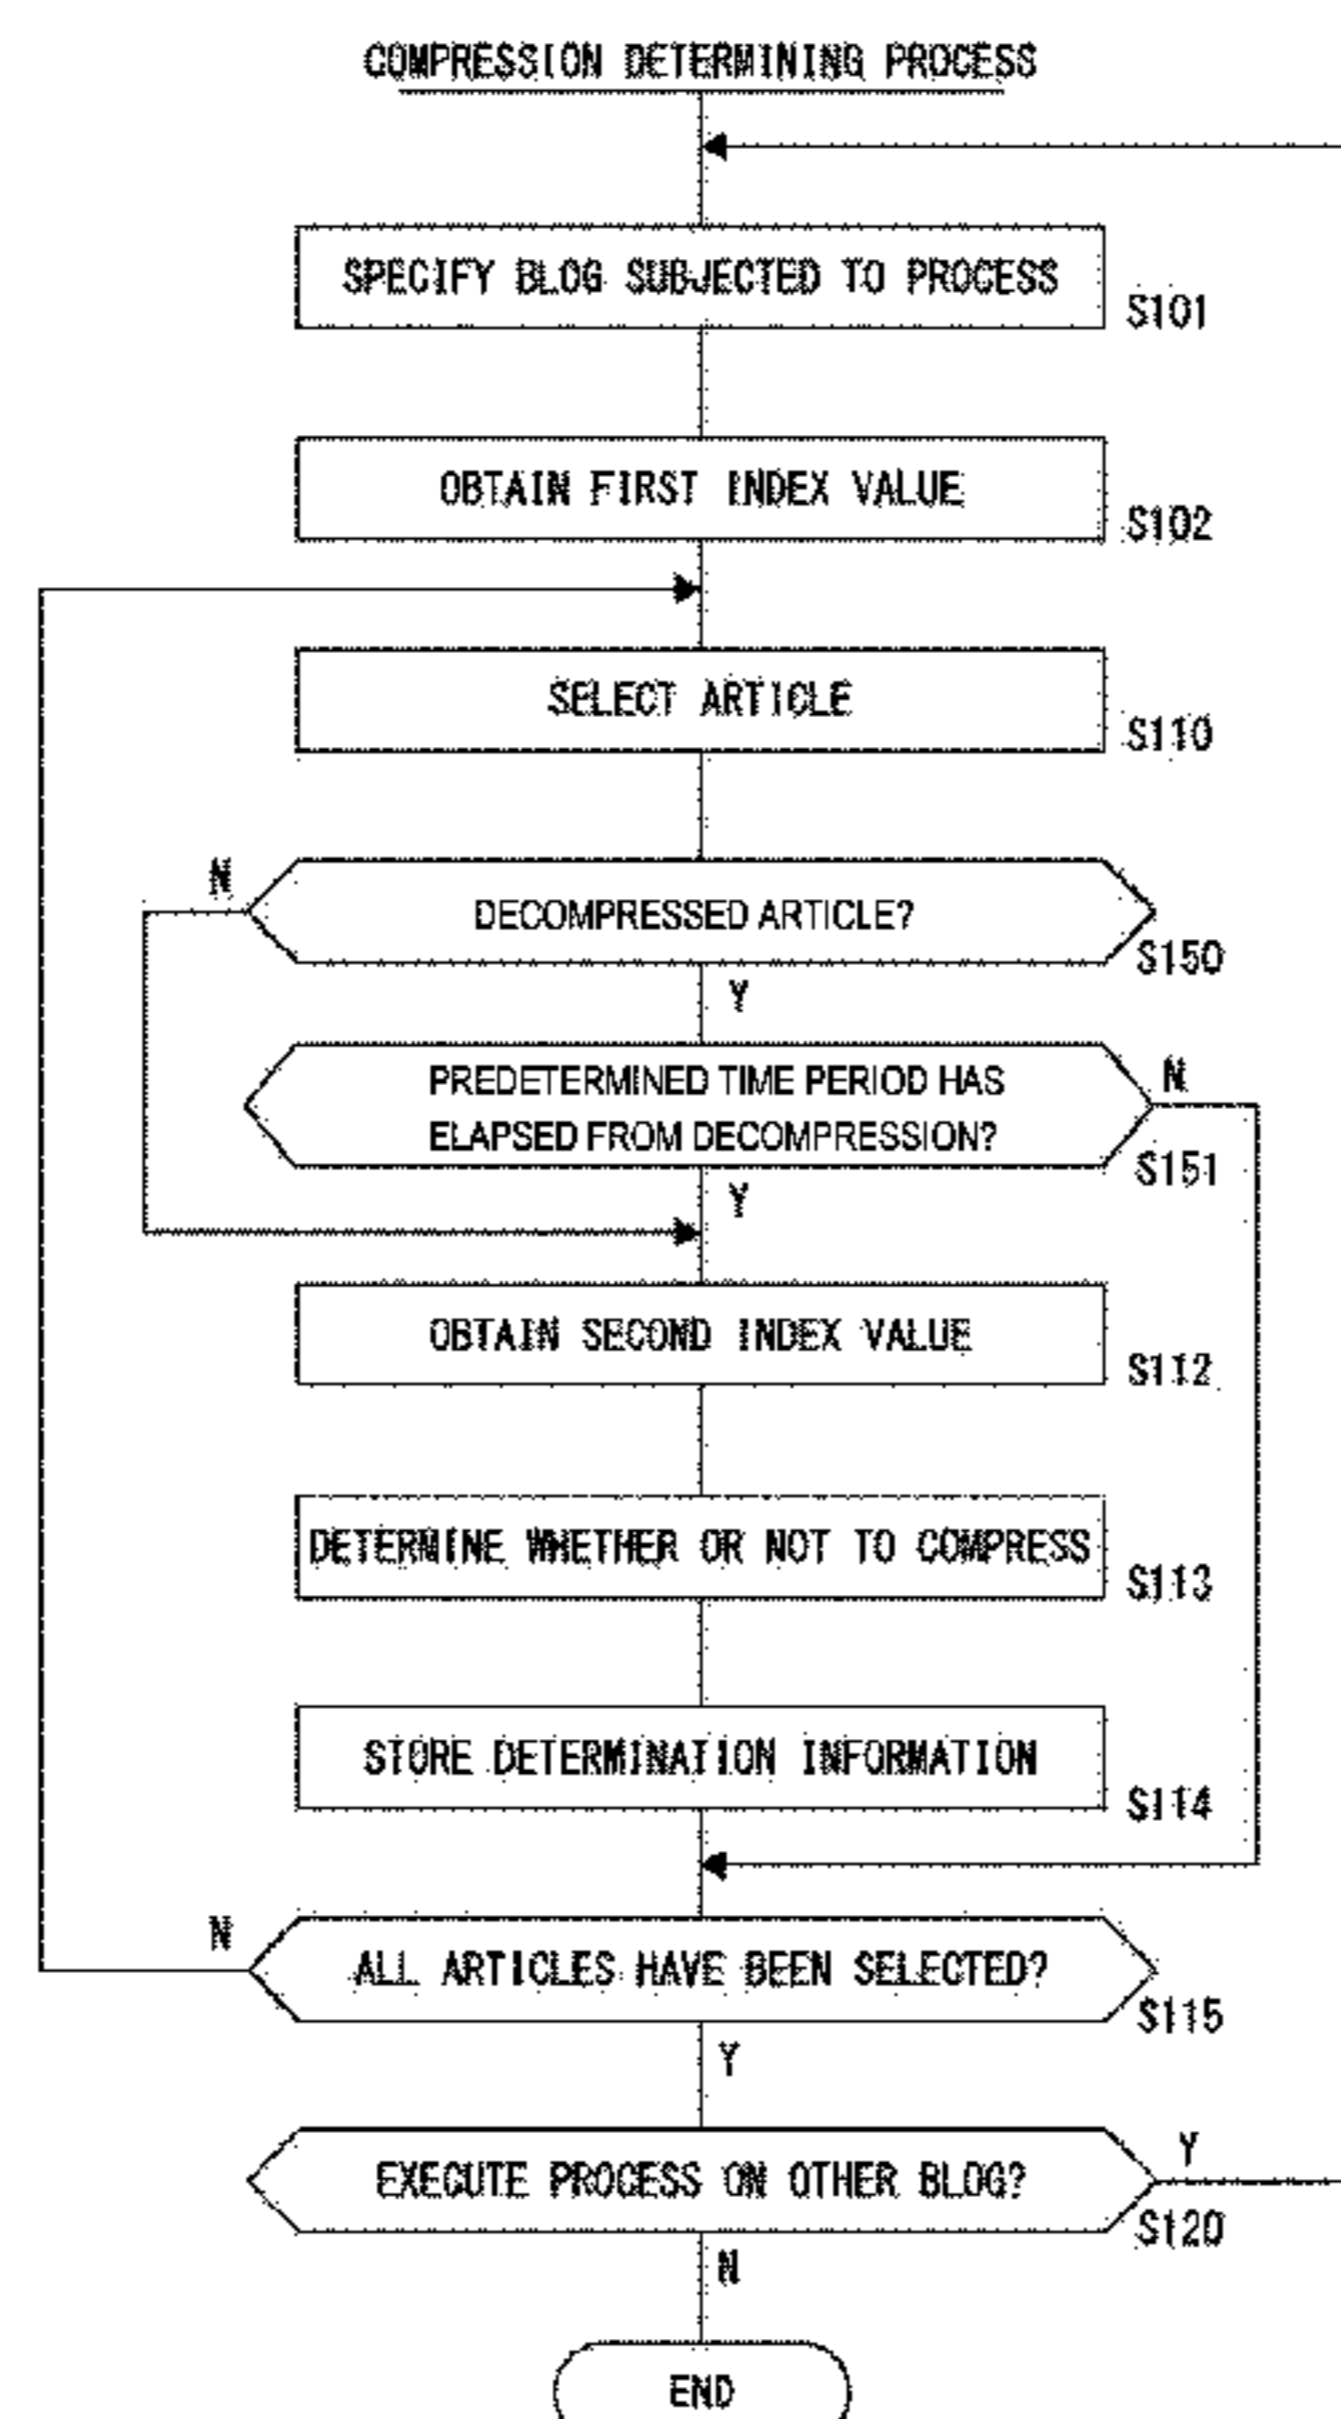 COMPRESSION DETERMINING PROCESS
SPECIFY BLOG SUBJECTED TO PROCESS
S101
OBTAIN FIRST INDEX VALUE
S102
SELECT ARTICLE
S110
N
DECOMPRESSED ARTICLE?
S150
Y
PREDETERMINED TIME PERIOD HAS
ELAPSED FROM DECOMPRESSION?
N
S151
Y
OBTAIN SECOND INDEX VALUE
S112
DETERMINE WHETHER OR NOT TO COMPRESS
S113
STORE DETERMINATION INFORMATION
S114
N
ALL ARTICLES HAVE BEEN SELECTED?
S115
Y
EXECUTE PROCESS ON OTHER BLOG?
Y
S120
N
END